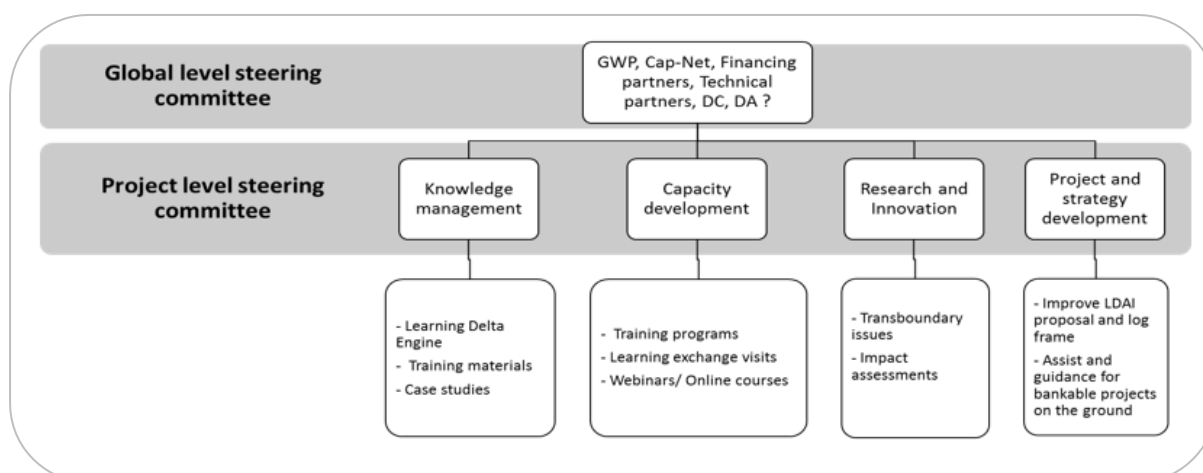 Global level steering
committee
GWP, Cap-Net, Financing
partners, Technical
partners, DC, DA ?
Project level steering
committee
Knowledge
management
Capacity
development
Research and
Innovation
Project and
strategy
development
- Learning Delta
Engine
- Training materials
- Case studies
- Training programs
- Learning exchange visits
- Webinars/ Online courses
- Transboundary
issues
- Impact
assessments
- Improve LDAI
proposal and log
frame
- Assist and
guidance for
bankable projects
on the ground